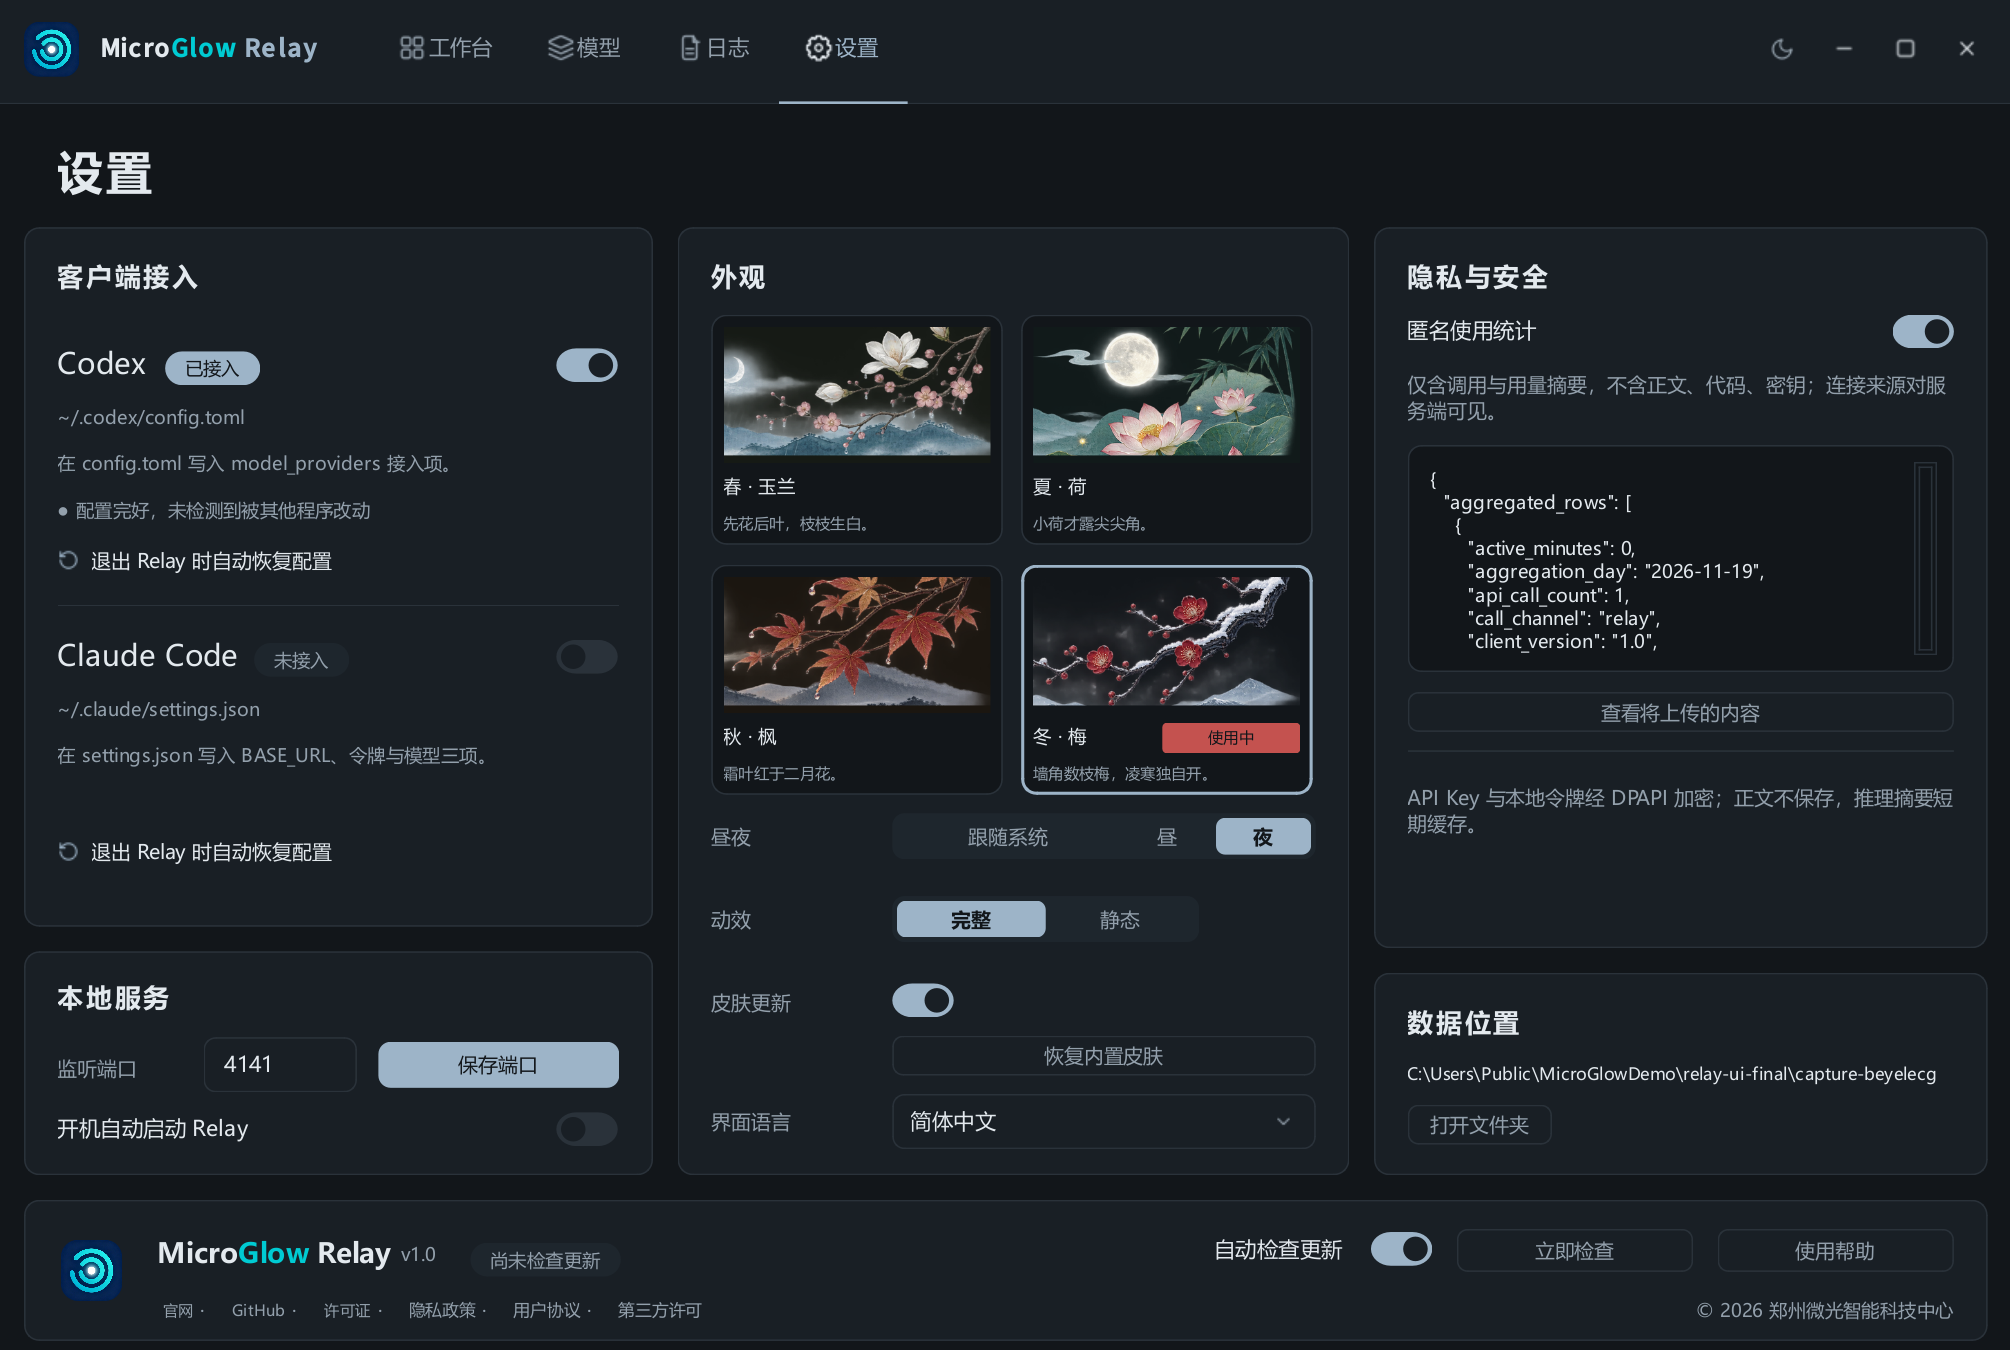 MicroGlow Relay
工作台
模型
日志
设置
设置
客户端接入
Codex 已接入
~/.codex/config.toml
在 config.toml 写入 model_providers 接入项。
• 配置完好，未检测到被其他程序改动
退出 Relay 时自动恢复配置
Claude Code 未接入
~/.claude/settings.json
在 settings.json 写入 BASE_URL、令牌与模型三项。
退出 Relay 时自动恢复配置
本地服务
监听端口 4141 保存端口
开机自动启动 Relay
外观
春 · 玉兰
先花后叶，枝枝生白。
夏 · 荷
小荷才露尖尖角。
秋 · 枫
霜叶红于二月花。
冬 · 梅 使用中
墙角数枝梅，凌寒独自开。
昼夜 跟随系统 昼 夜
动效 完整 静态
皮肤更新
恢复内置皮肤
界面语言 简体中文
隐私与安全
匿名使用统计
仅含调用与用量摘要，不含正文、代码、密钥；连接来源对服
务端可见。
{
"aggregated_rows": [
{
"active_minutes": 0,
"aggregation_day": "2026-11-19",
"api_call_count": 1,
"call_channel": "relay",
"client_version": "1.0",
查看将上传的内容
API Key 与本地令牌经 DPAPI 加密；正文不保存，推理摘要短
期缓存。
数据位置
C:\Users\Public\MicroGlowDemo\relay-ui-final\capture-beyelecg
打开文件夹
MicroGlow Relay v1.0 尚未检查更新
官网 · GitHub · 许可证 · 隐私政策 · 用户协议 · 第三方许可
自动检查更新 立即检查 使用帮助
© 2026 郑州微光智能科技中心